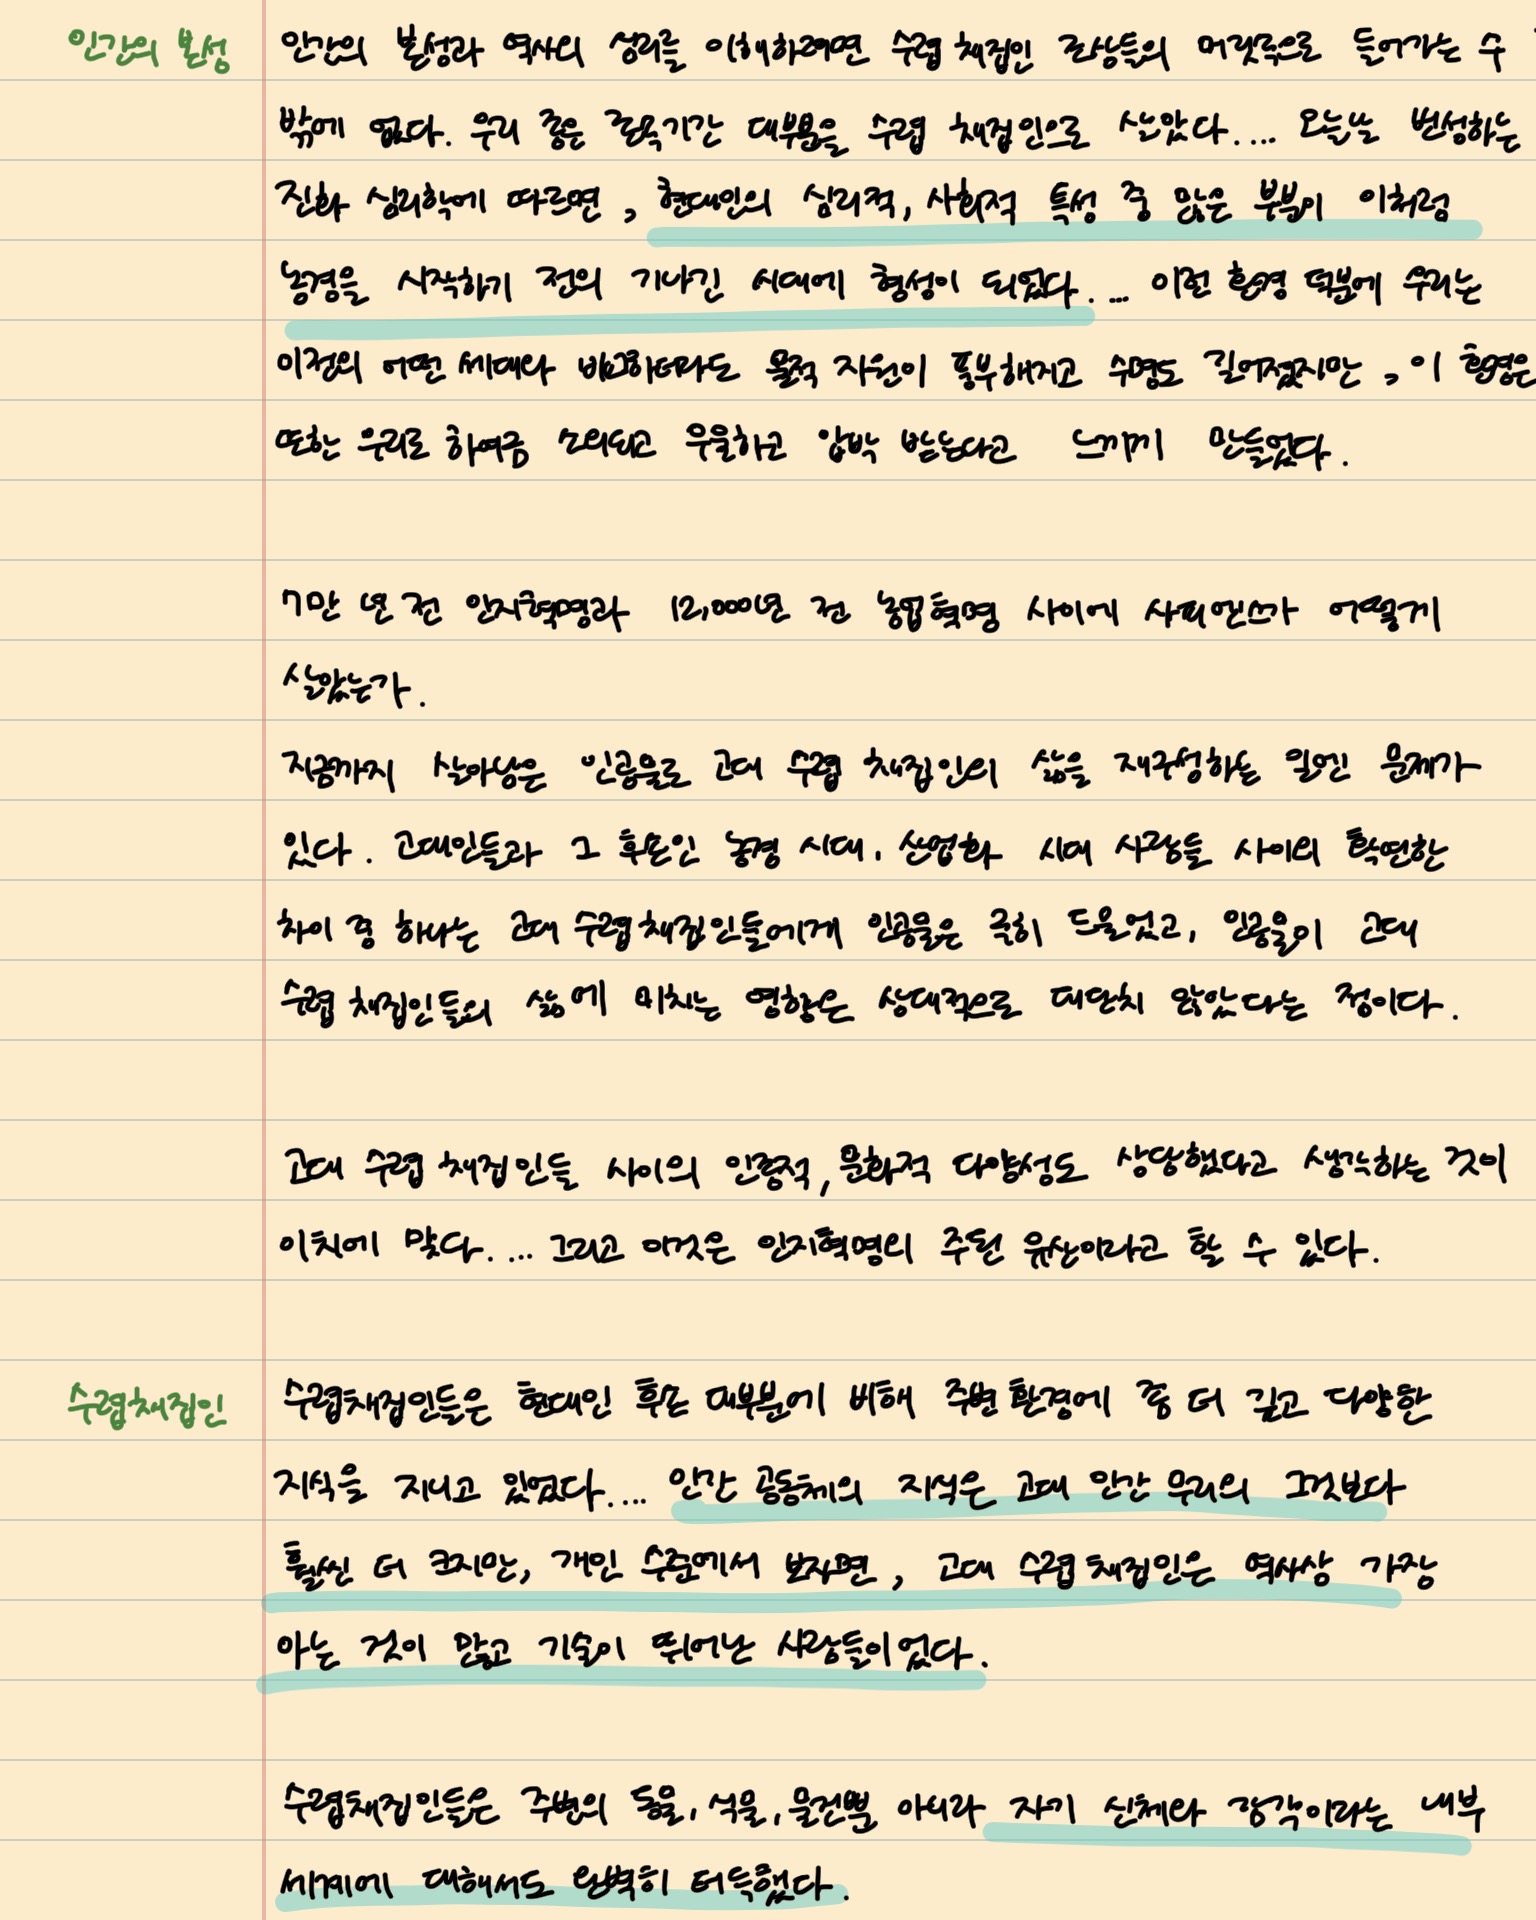 인간의 본성
인간의 본성과 역사의 심리를 이해하려면 수렵 채집인 조상들의 머릿속으로 들어가는 수
밖에 없다. 우리 종은 존속기간 대부분을 수렵 채집인으로 살았다.... 오늘날 번성하는
진화 심리학에 따르면, 현대인의 심리적, 사회적 특성 중 많은 부분이 이처럼
농경을 시작하기 전의 기나긴 시대에 형성이 되었다.... 이런 환경 덕분에 우리는
이전의 어떤 세대와 비교하더라도 물적 자원이 풍부해지고 수명도 길어졌지만, 이 환경은
또한 우리로 하여금 소외되고 우울하고 압박 받는다고 느끼게 만들었다.
7만 년 전 인지혁명과 12,000년 전 농업혁명 사이에 사피엔스가 어떻게
살았는가.
지금까지 살아남은 인공물로 고대 수렵 채집인의 삶을 재구성하는 일엔 문제가
있다. 고대인들과 그 후손인 농경 시대, 산업화 시대 사람들 사이의 확연한
차이 중 하나는 고대 수렵채집인들에게 인공물은 극히 드물었고, 인공물이 고대
수렵 채집인들의 삶에 미치는 영향은 상대적으로 대단치 않았다는 점이다.
고대 수렵 채집인들 사이의 인종적, 문화적 다양성도 상당했다고 생각하는 것이
이치에 맞다.... 그리고 이것은 인지혁명의 주된 유산이라고 할 수 있다.
수렵채집인
수렵채집인들은 현대인 후손 대부분에 비해 주변 환경에 좀 더 깊고 다양한
지식을 지니고 있었다.... 인간 공동체의 지식은 고대 인간 무리의 그것보다
훨씬 더 크지만, 개인 수준에서 보자면, 고대 수렵 채집인은 역사상 가장
아는 것이 많고 기술이 뛰어난 사람들이었다.
수렵채집인들은 주변의 동물, 식물, 물건뿐 아니라 자기 신체와 감각이라는 내부
세계에 대해서도 완벽히 터득했다.